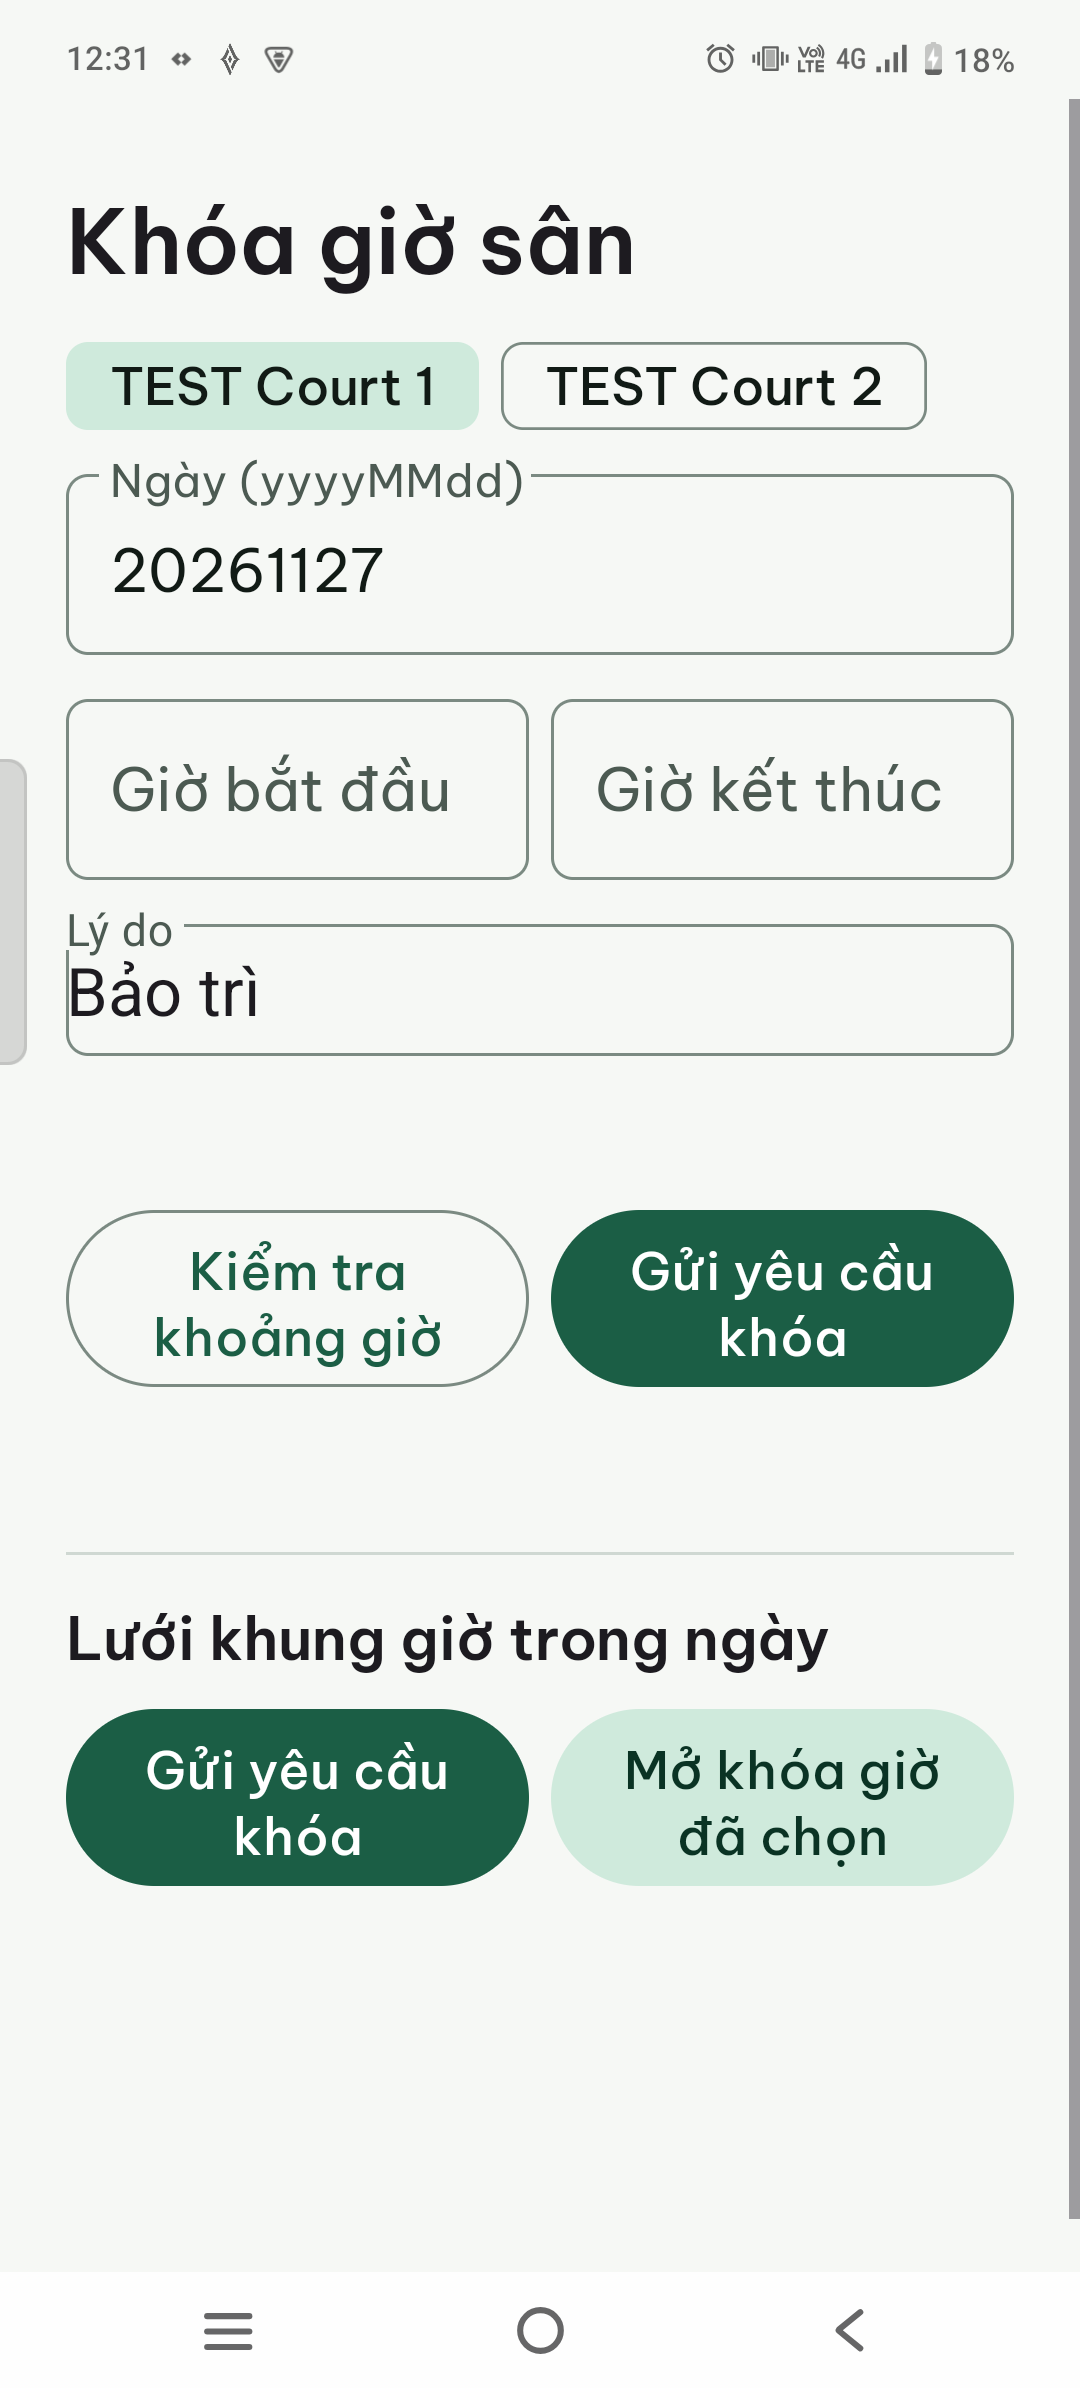 12:31
VoLTE 4G 18%
Khóa giờ sân
TEST Court 1 TEST Court 2
Ngày (yyyyMMdd)
20261127
Giờ bắt đầu Giờ kết thúc
Lý do
Bảo trì
Kiểm tra
khoảng giờ
Gửi yêu cầu
khóa
Lưới khung giờ trong ngày
Gửi yêu cầu
khóa
Mở khóa giờ
đã chọn